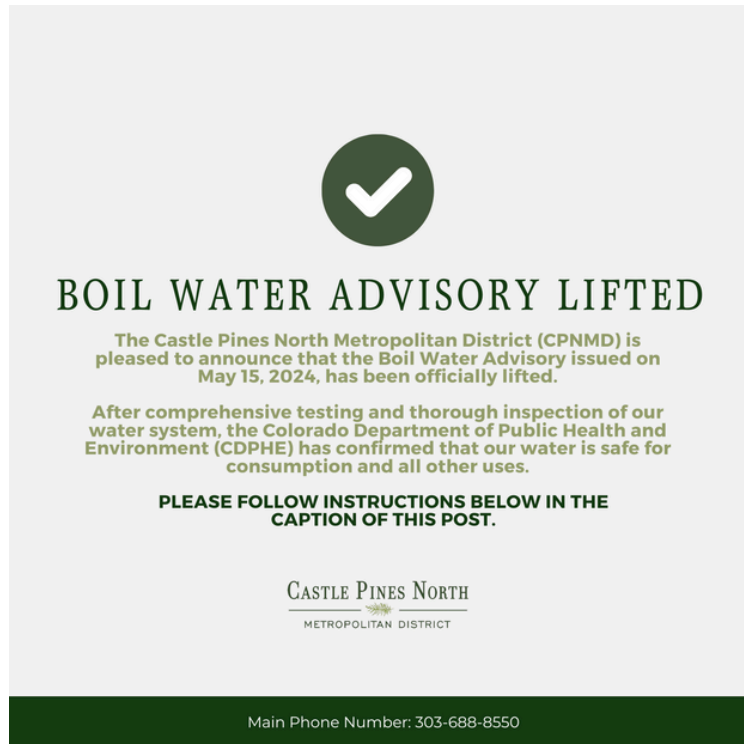 BOIL WATER ADVISORY LIFTED
The Castle Pines North Metropolitan District (CPNMD) is
pleased to announce that the Boil Water Advisory issued on
May 15, 2024, has been officially lifted.
After comprehensive testing and thorough inspection of our
water system, the Colorado Department of Public Health and
Environment (CDPHE) has confirmed that our water is safe for
consumption and all other uses.
PLEASE FOLLOW INSTRUCTIONS BELOW IN THE
CAPTION OF THIS POST.
CASTLE PINES NORTH
METROPOLITAN DISTRICT
Main Phone Number: 303-688-8550